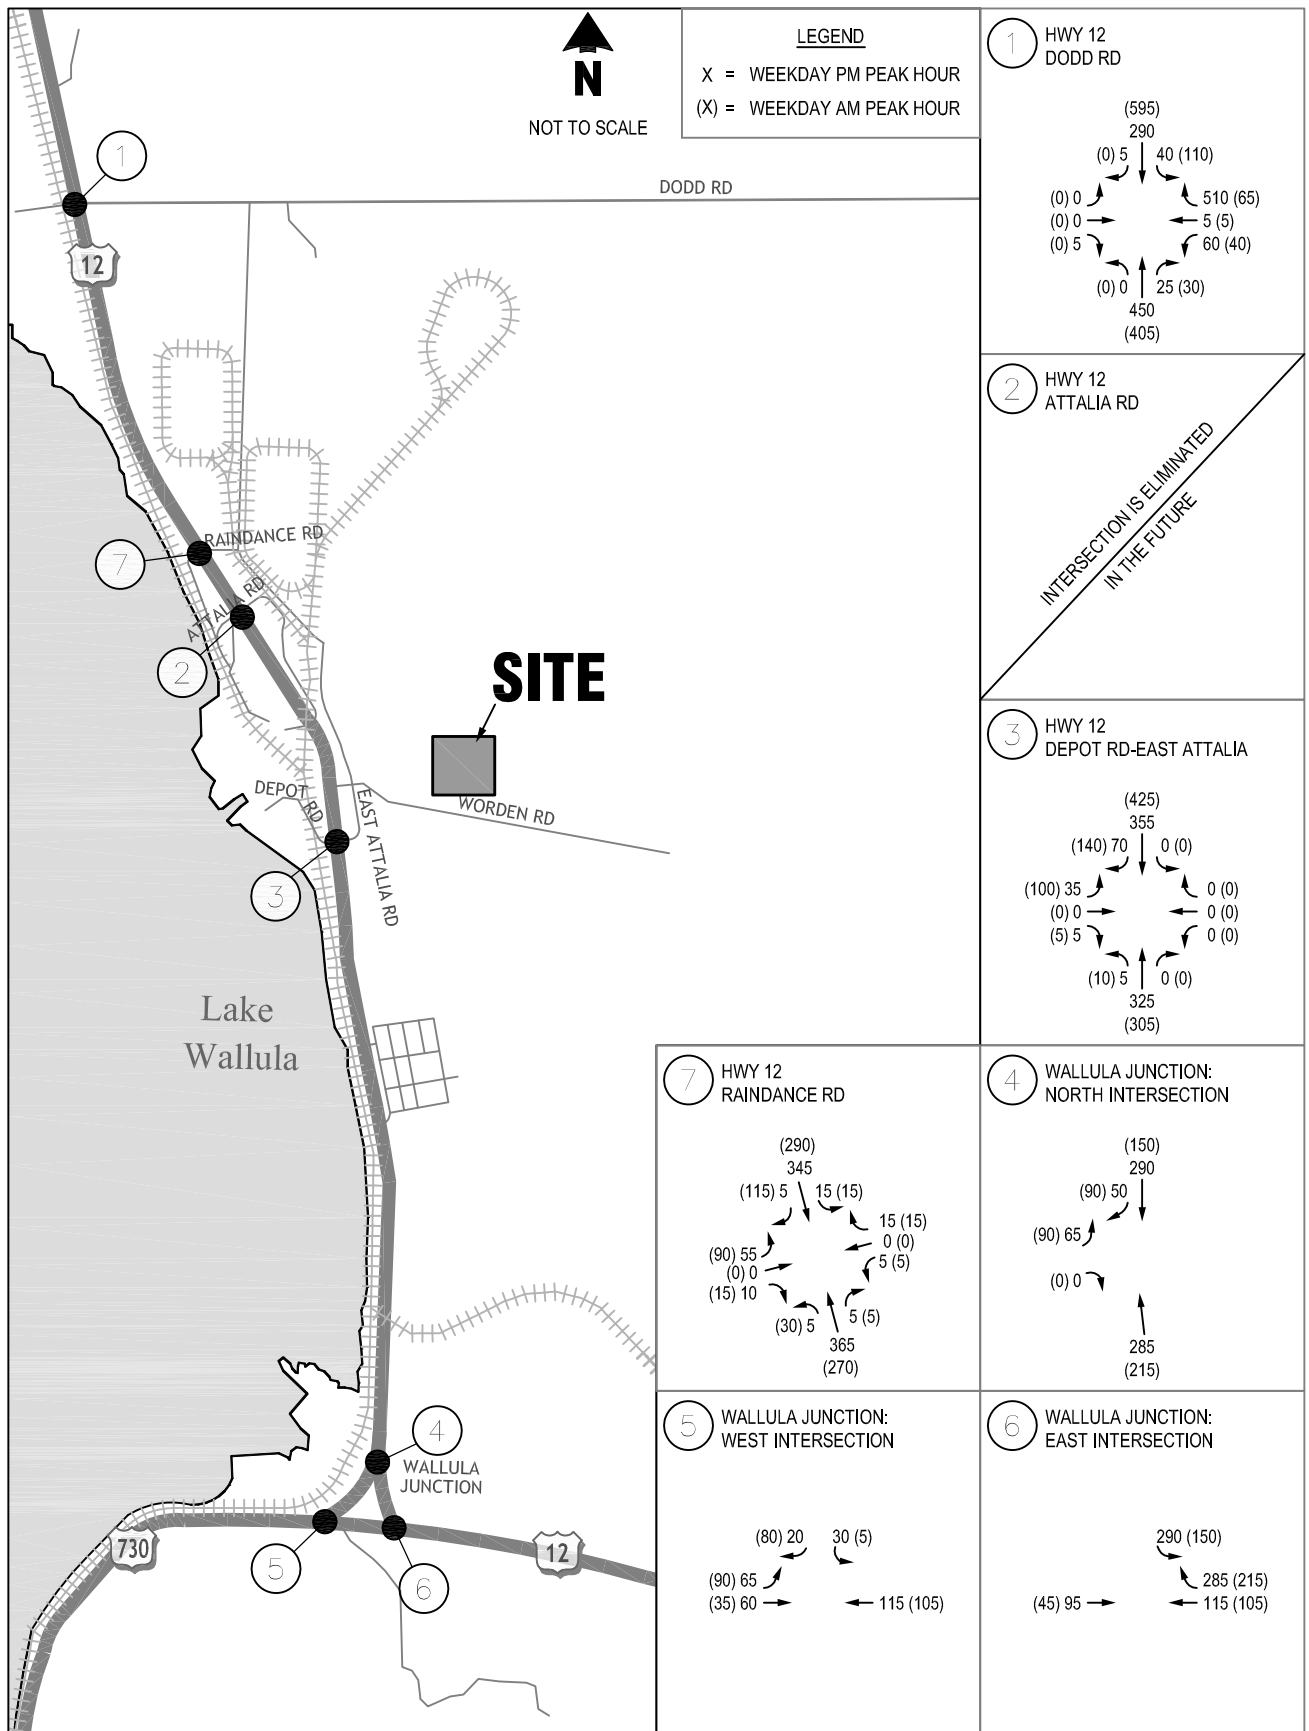 LEGEND
X = WEEKDAY PM PEAK HOUR
(X) = WEEKDAY AM PEAK HOUR
N
NOT TO SCALE
1
DODD RD
12
RAINDANCE RD
7
ATTALIA RD
2
SITE
DEPOT RD
EAST ATTALIA RD
WORDEN RD
3
Lake
Wallula
4
WALLULA
JUNCTION
730
12
5
6
1 HWY 12
DODD RD
(595)
290
(0) 5 40 (110)
(0) 0 510 (65)
(0) 0 5 (5)
(0) 5 60 (40)
(0) 0 25 (30)
450
(405)
2 HWY 12
ATTALIA RD
INTERSECTION IS ELIMINATED
IN THE FUTURE
3 HWY 12
DEPOT RD-EAST ATTALIA
(425)
355
(140) 70 0 (0)
(100) 35 0 (0)
(0) 0 0 (0)
(5) 5 0 (0)
(10) 5 0 (0)
325
(305)
7 HWY 12
RAINDANCE RD
(290)
345
(115) 5 15 (15)
15 (15)
0 (0)
(90) 55 5 (5)
(0) 0
(15) 10
(30) 5 5 (5)
365
(270)
4 WALLULA JUNCTION:
NORTH INTERSECTION
(150)
290
(90) 50
(90) 65
(0) 0
285
(215)
5 WALLULA JUNCTION:
WEST INTERSECTION
(80) 20 30 (5)
(90) 65
(35) 60 115 (105)
6 WALLULA JUNCTION:
EAST INTERSECTION
290 (150)
285 (215)
(45) 95 115 (105)